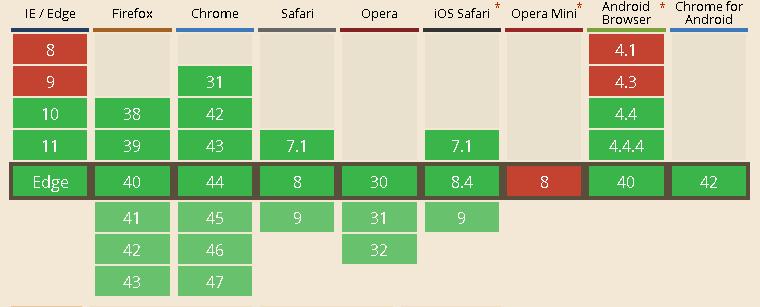 IE / Edge Firefox Chrome Safari Opera iOS Safari * Opera Mini * Android Browser * Chrome for Android
8 4.1
9 31 4.3
10 38 42 4.4
11 39 43 7.1 7.1 4.4.4
Edge 40 44 8 30 8.4 8 40 42
41 45 9 31 9
42 46 32
43 47